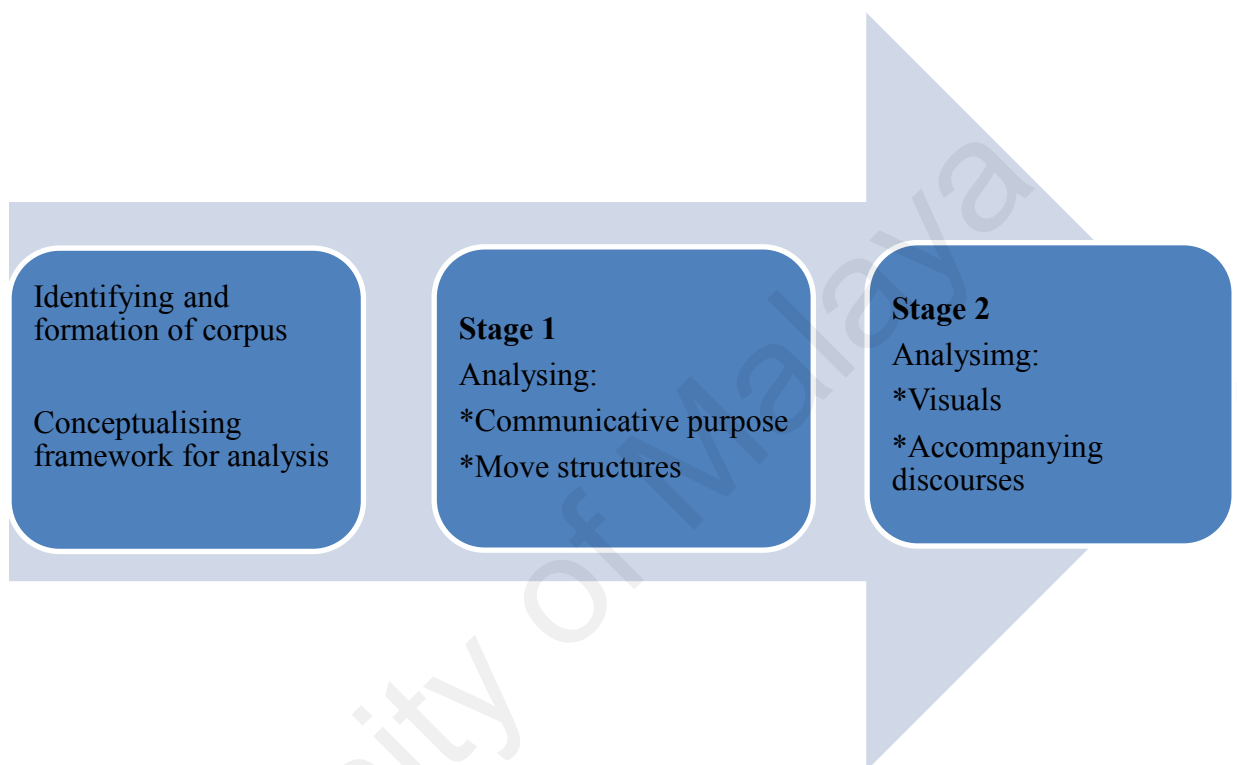 Identifying and
formation of corpus
Conceptualising
framework for analysis
Stage 1
Analysing:
*Communicative purpose
*Move structures
Stage 2
Analysimg:
*Visuals
*Accompanying
discourses
ity of Malaya